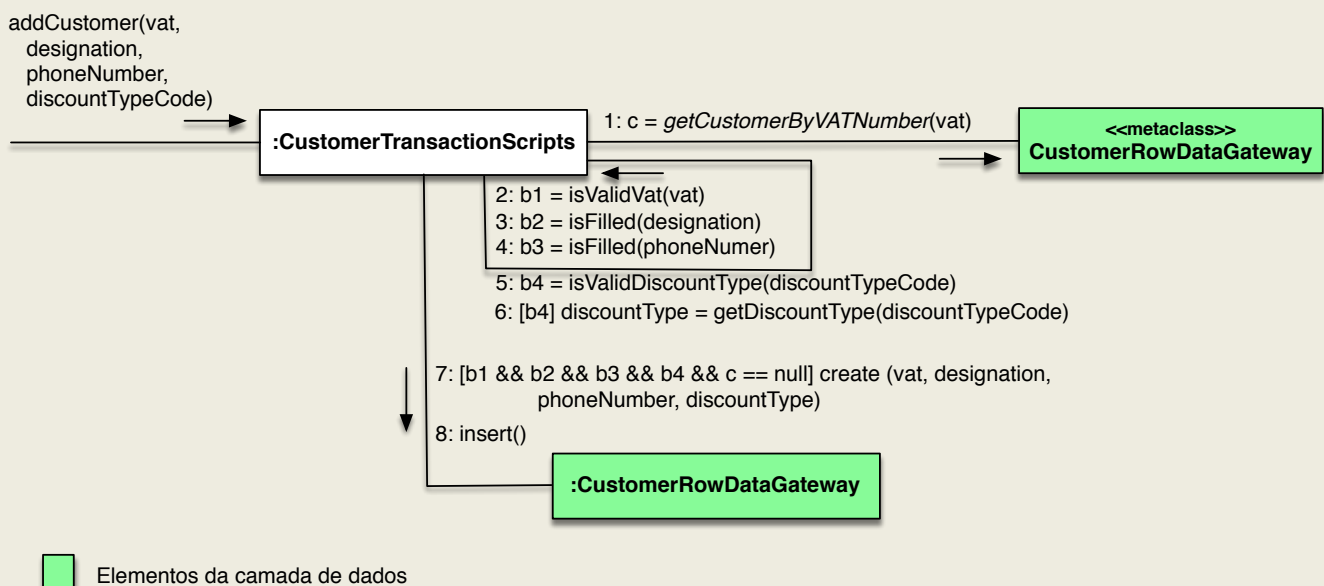 addCustomer(vat,
designation,
phoneNumber,
discountTypeCode)
:CustomerTransactionScripts
1: c = getCustomerByVATNumber(vat)
<<metaclass>>
CustomerRowDataGateway
2: b1 = isValidVat(vat)
3: b2 = isFilled(designation)
4: b3 = isFilled(phoneNumer)
5: b4 = isValidDiscountType(discountTypeCode)
6: [b4] discountType = getDiscountType(discountTypeCode)
7: [b1 && b2 && b3 && b4 && c == null] create (vat, designation,
phoneNumber, discountType)
8: insert()
:CustomerRowDataGateway
Elementos da camada de dados